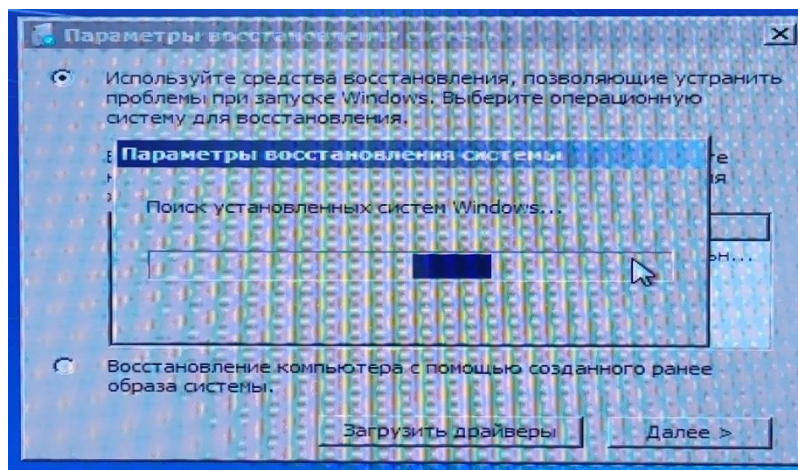 Параметры восстановления системы
Используйте средства восстановления, позволяющие устранить
проблемы при запуске Windows. Выберите операционную
систему для восстановления.
Параметры восстановления системы
Поиск установленных систем Windows...
ьн...
Восстановление компьютера с помощью созданного ранее
образа системы.
Загрузить драйверы
Далее >